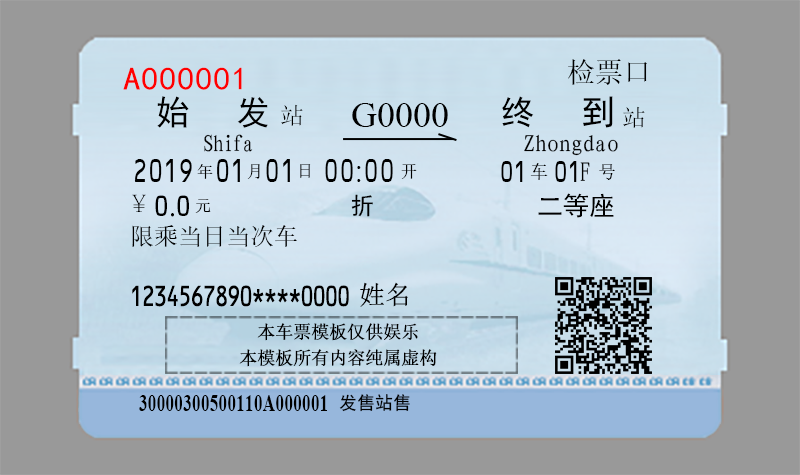 A000001 检票口
始 发 站 G0000 终 到 站
Shifa Zhongdao
2019年01月01日 00:00开 01车01F号
￥0.0元 折 二等座
限乘当日当次车
1234567890****0000 姓名
本车票模板仅供娱乐
本模板所有内容纯属虚构
30000300500110A000001 发售站售